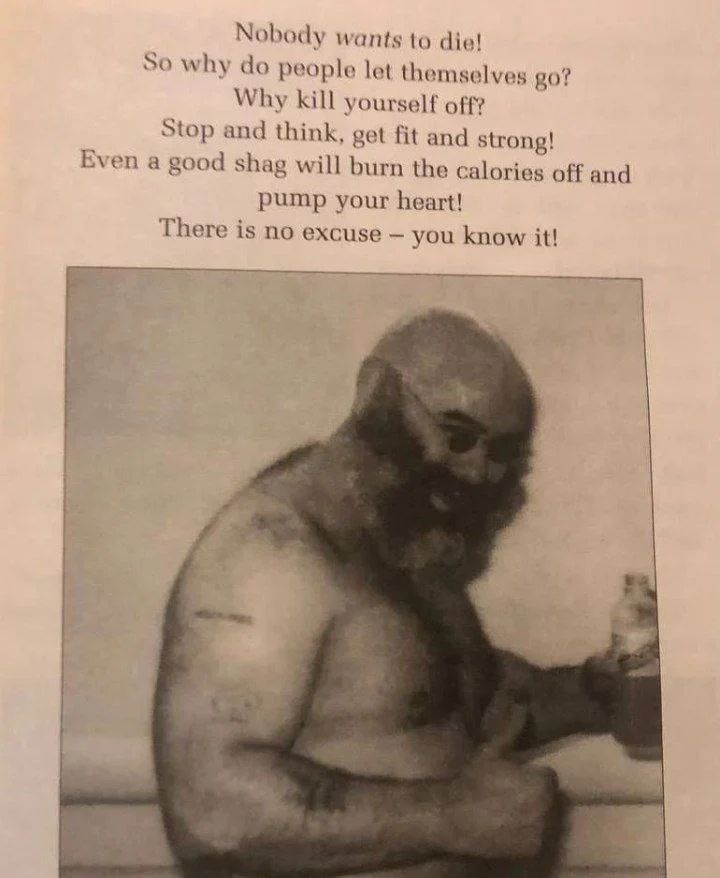 Nobody wants to die!
So why do people let themselves go?
Why kill yourself off?
Stop and think, get fit and strong!
Even a good shag will burn the calories off and
pump your heart!
There is no excuse – you know it!